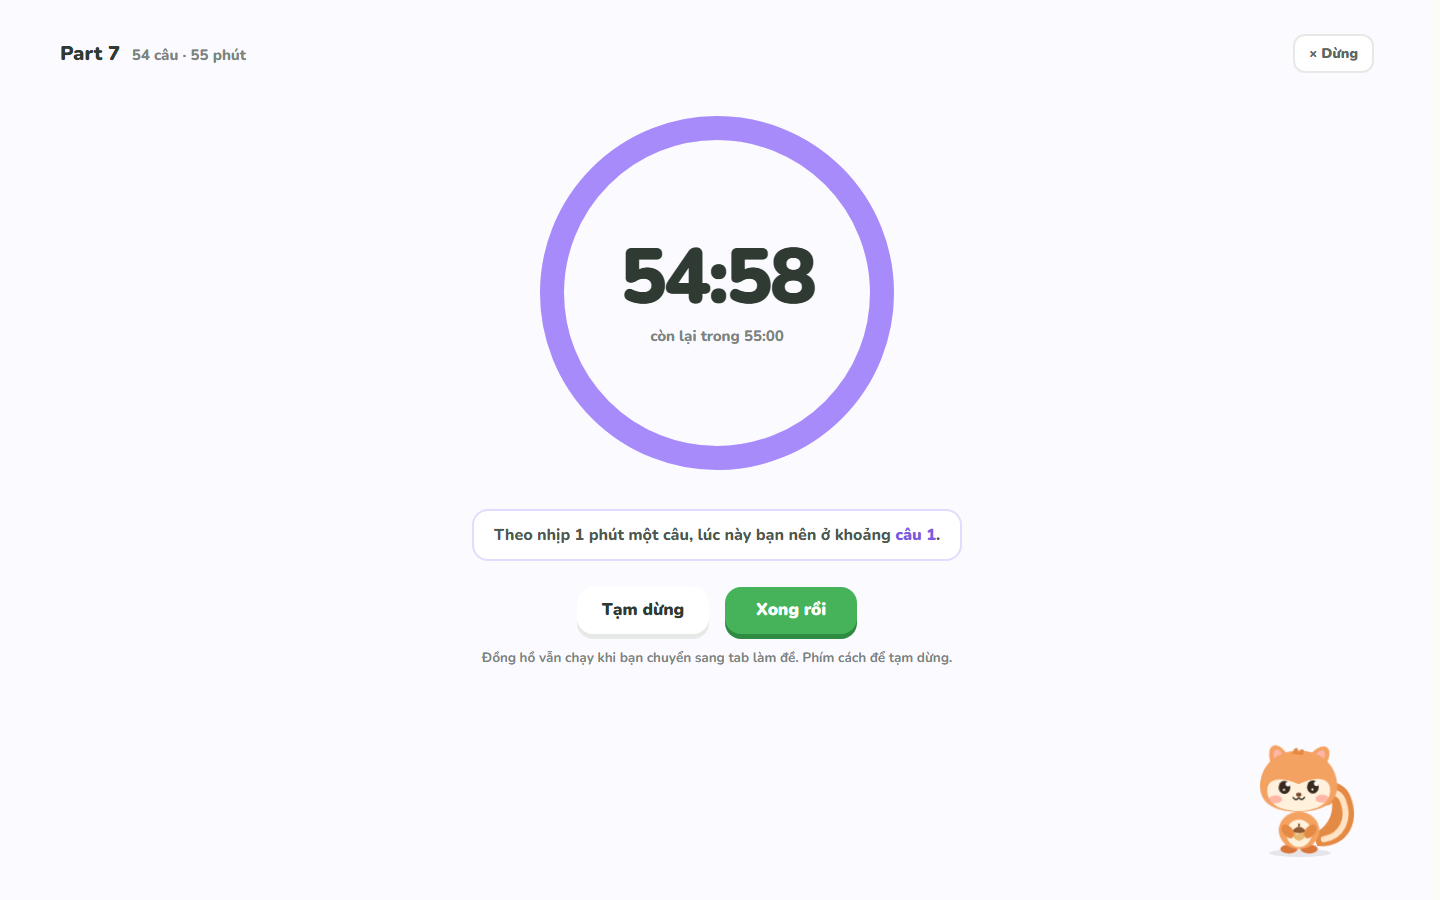 Part 7 54 câu · 55 phút
× Dừng
54:58
còn lại trong 55:00
Theo nhịp 1 phút một câu, lúc này bạn nên ở khoảng câu 1.
Tạm dừng
Xong rồi
Đồng hồ vẫn chạy khi bạn chuyển sang tab làm đề. Phím cách để tạm dừng.